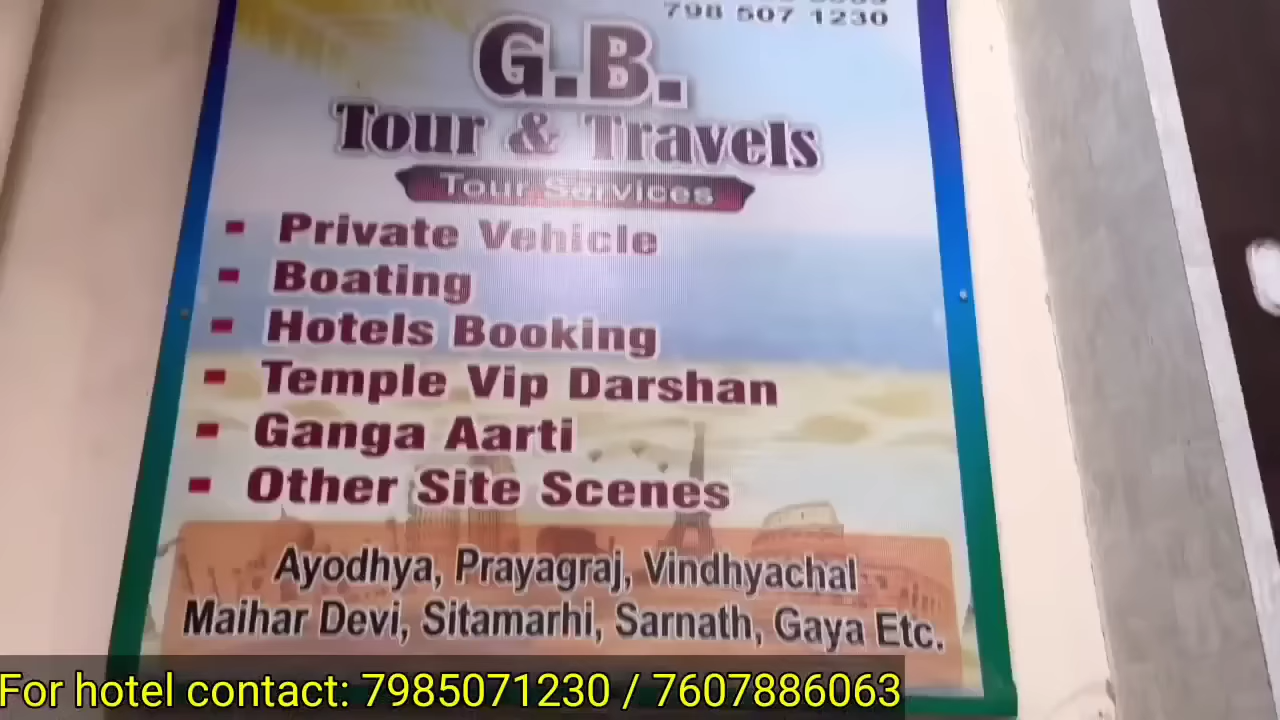 798 507 1230
G.B.
Tour & Travels
Tour Services
Private Vehicle
Boating
Hotels Booking
Temple Vip Darshan
Ganga Aarti
Other Site Scenes
Ayodhya, Prayagraj, Vindhyachal
Maihar Devi, Sitamarhi, Sarnath, Gaya Etc.
For hotel contact: 7985071230 / 7607886063